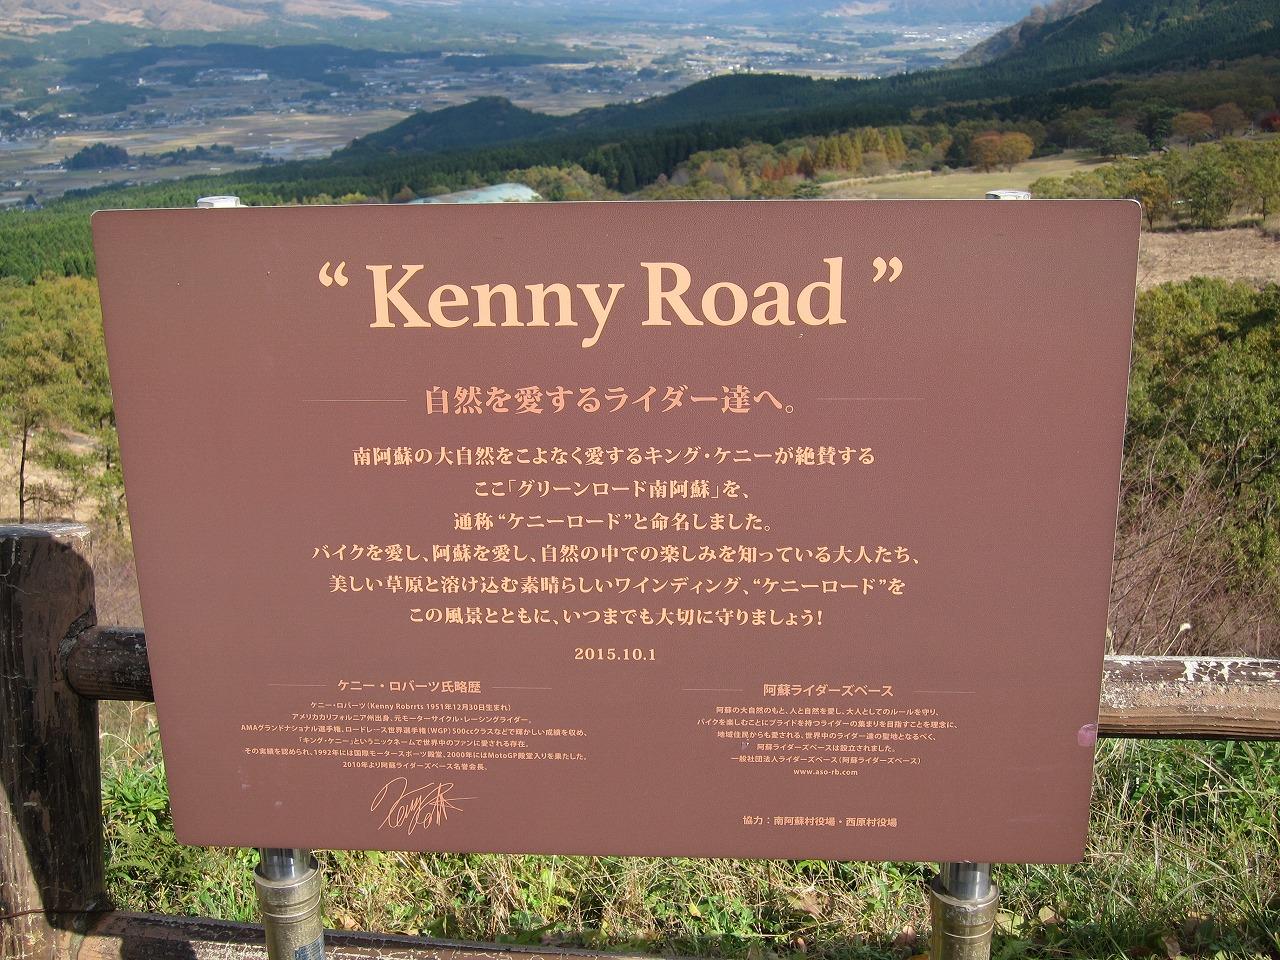 “Kenny Road”
自然を愛するライダー達へ。
南阿蘇の大自然をこよなく愛するキング・ケニーが絶賛する
ここ「グリーンロード南阿蘇」を、
通称“ケニーロード”と命名しました。
バイクを愛し、阿蘇を愛し、自然の中での楽しみを知っている大人たち、
美しい草原と溶け込む素晴らしいワインディング、“ケニーロード”を
この風景とともに、いつまでも大切に守りましょう！
2015.10.1
ケニー・ロバーツ氏略歴
ケニー・ロバーツ（Kenny Robrrts 1951年12月30日生まれ）
アメリカカリフォルニア州出身、元モーターサイクル・レーシングライダー。
AMAグランドナショナル選手権、ロードレース世界選手権（WGP）500ccクラスなどで輝かしい成績を収め、
「キング・ケニー」というニックネームで世界中のファンに愛される存在。
その実績を認められ、1992年には国際モータースポーツ殿堂、2000年にはMotoGP殿堂入りを果たした。
2010年より阿蘇ライダーズベース名誉会長。
阿蘇ライダーズベース
阿蘇の大自然のもと、人と自然を愛し、大人としてのルールを守り、
バイクを楽しむことにプライドを持つライダーの集まりを目指すことを理念に、
地域住民からも愛される、世界中のライダー達の聖地となるべく、
阿蘇ライダーズベースは設立されました。
一般社団法人ライダーズベース（阿蘇ライダーズベース）
www.aso-rb.com
協力：南阿蘇村役場・西原村役場